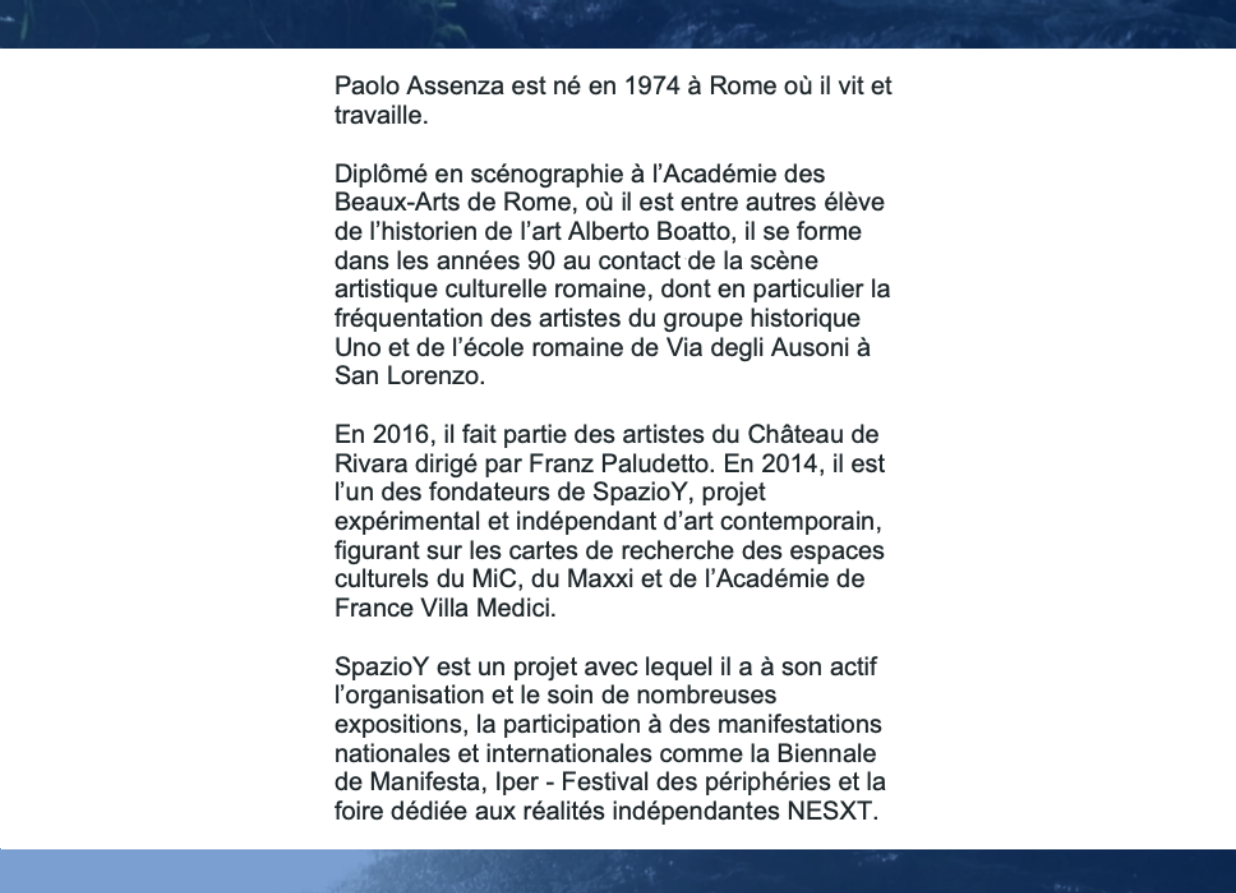 Paolo Assenza est né en 1974 à Rome où il vit et
travaille.
Diplômé en scénographie à l’Académie des
Beaux-Arts de Rome, où il est entre autres élève
de l’historien de l’art Alberto Boatto, il se forme
dans les années 90 au contact de la scène
artistique culturelle romaine, dont en particulier la
fréquentation des artistes du groupe historique
Uno et de l’école romaine de Via degli Ausoni à
San Lorenzo.
En 2016, il fait partie des artistes du Château de
Rivara dirigé par Franz Paludetto. En 2014, il est
l’un des fondateurs de SpazioY, projet
expérimental et indépendant d’art contemporain,
figurant sur les cartes de recherche des espaces
culturels du MiC, du Maxxi et de l’Académie de
France Villa Medici.
SpazioY est un projet avec lequel il a à son actif
l’organisation et le soin de nombreuses
expositions, la participation à des manifestations
nationales et internationales comme la Biennale
de Manifesta, Iper - Festival des périphéries et la
foire dédiée aux réalités indépendantes NESXT.